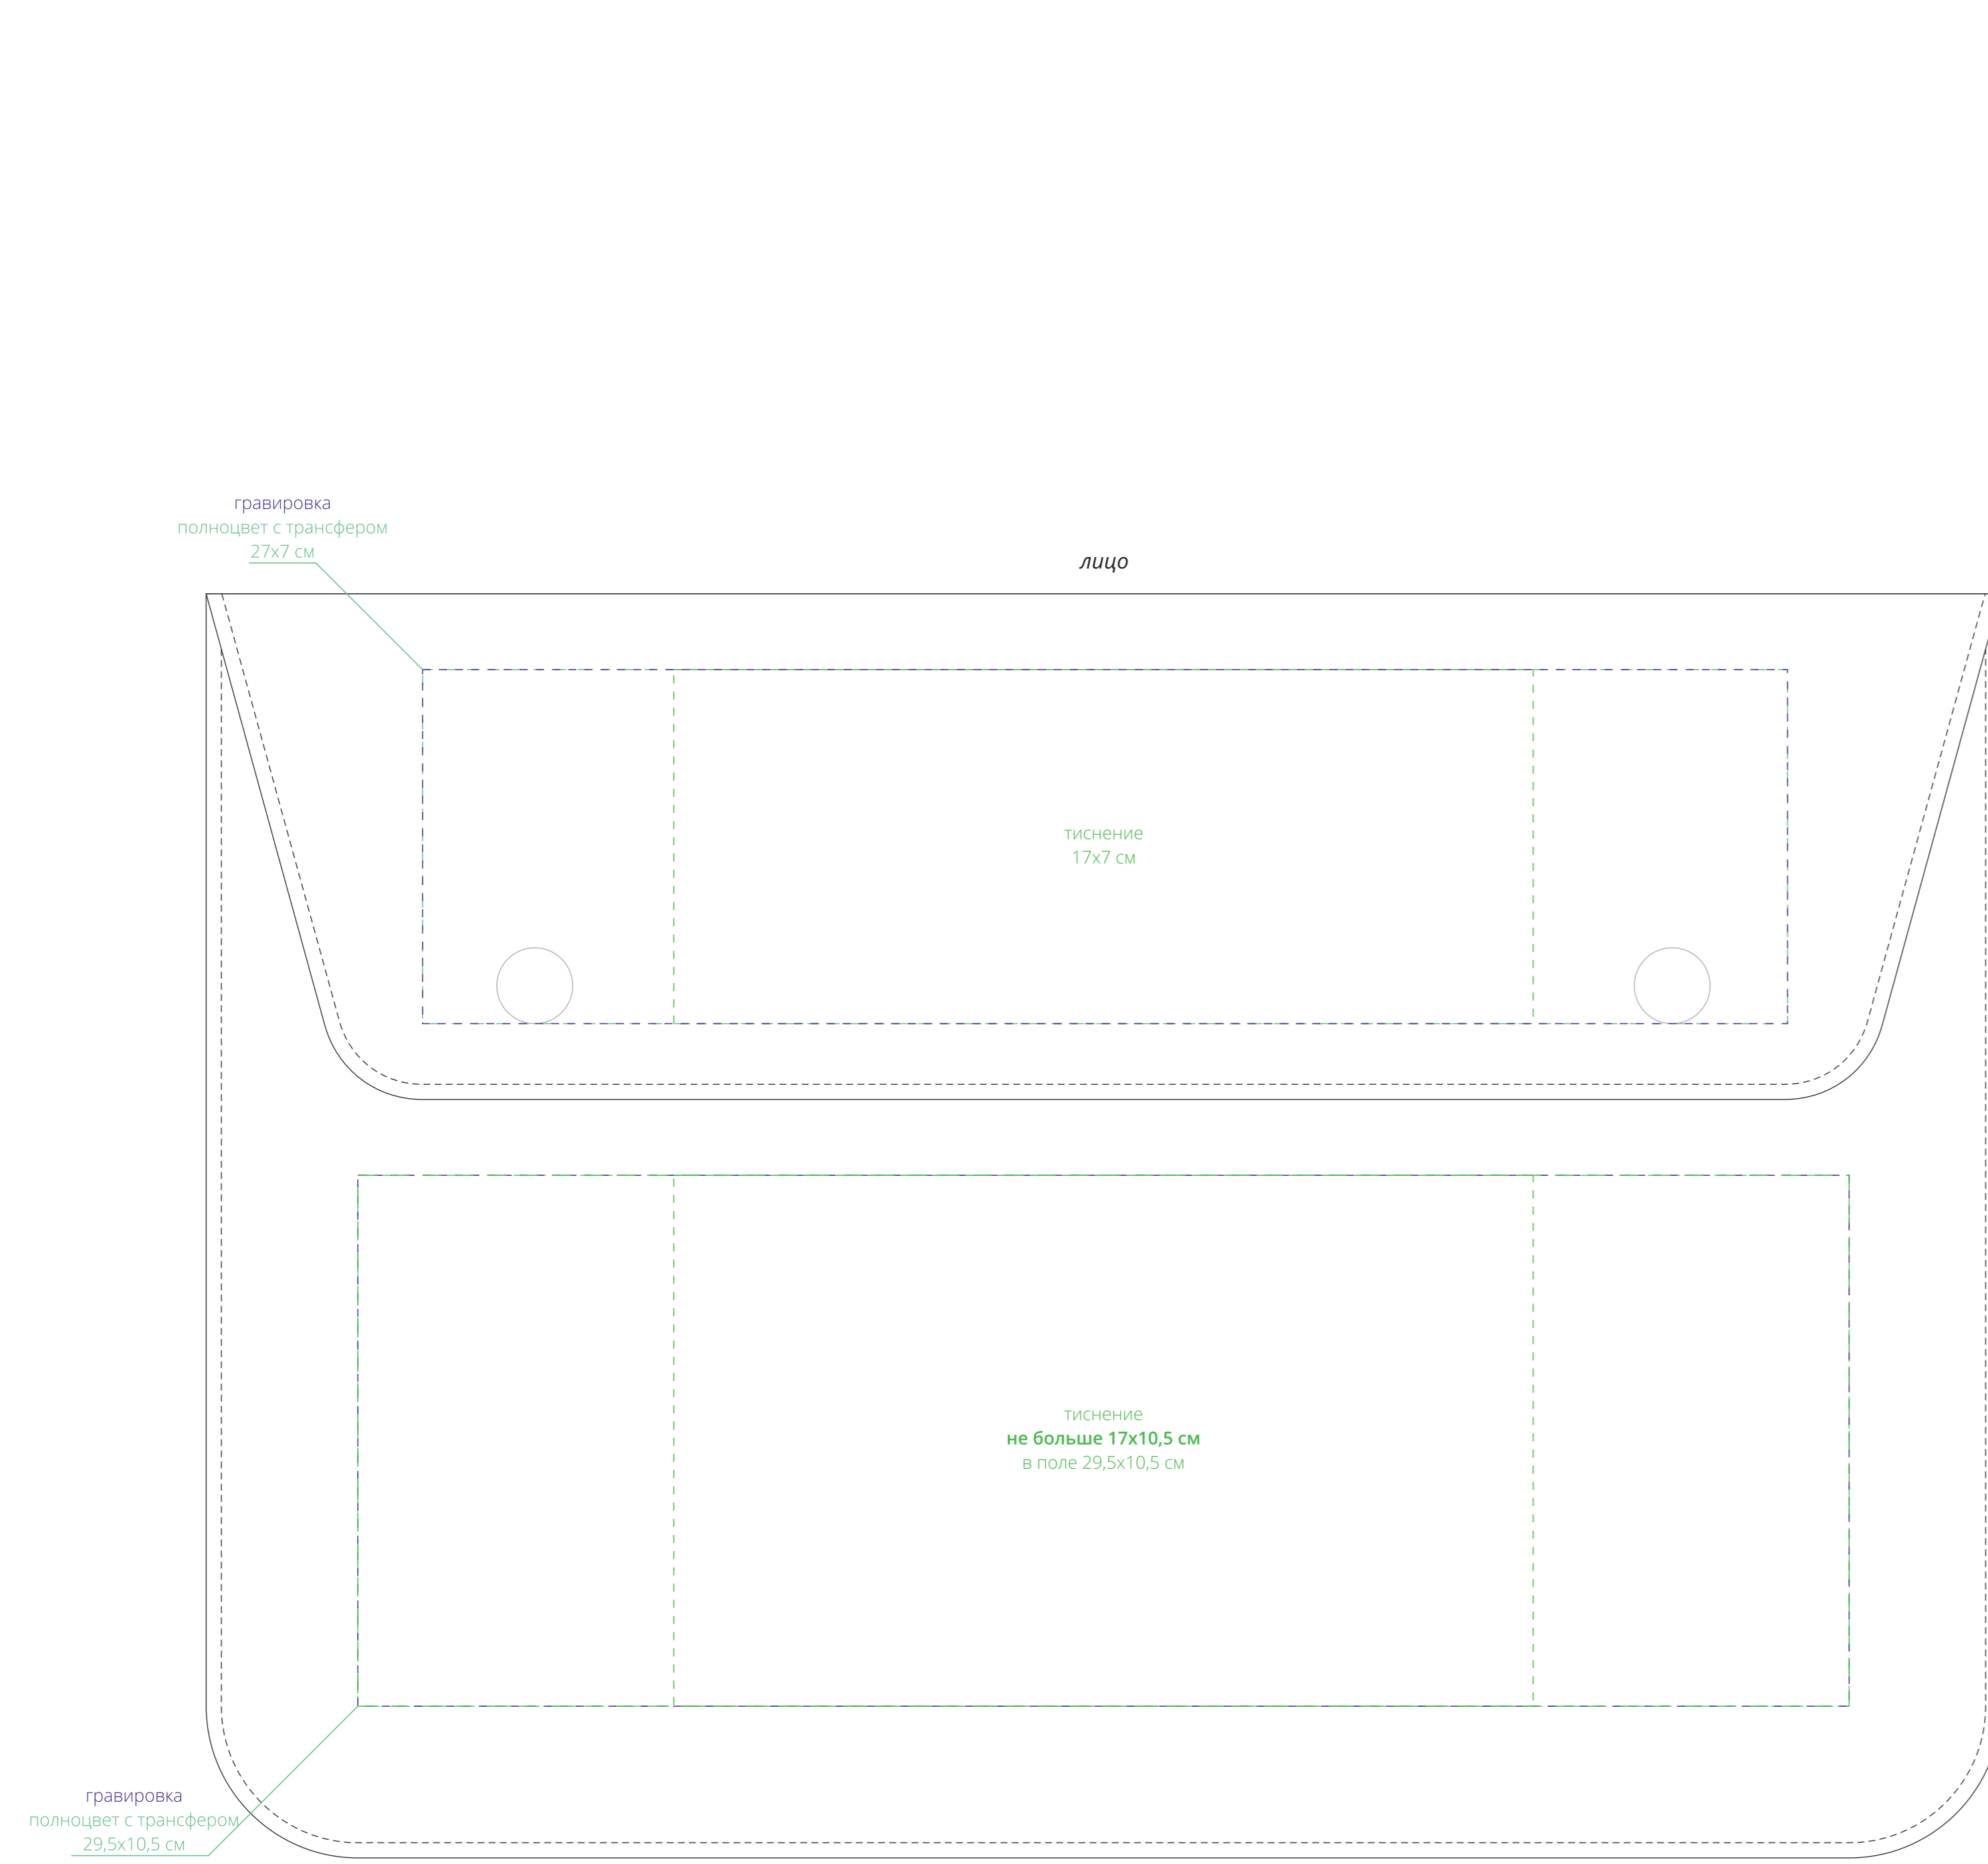 гравировка
полноцвет с трансфером
27х7 см
лицо
тиснение
17х7 см
тиснение
не больше 17х10,5 см
в поле 29,5х10,5 см
гравировка
полноцвет с трансфером
29,5х10,5 см